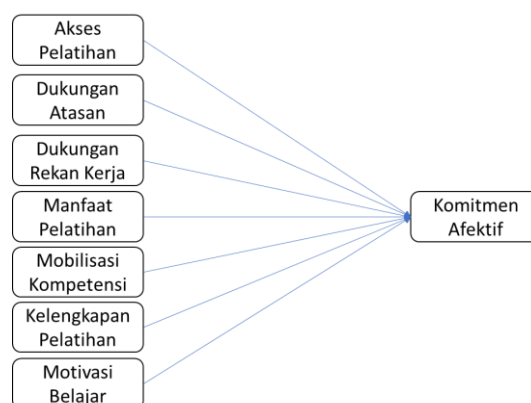 Akses
Pelatihan
Dukungan
Atasan
Dukungan
Rekan Kerja
Manfaat
Pelatihan
Mobilisasi
Kompetensi
Kelengkapan
Pelatihan
Motivasi
Belajar
Komitmen
Afektif